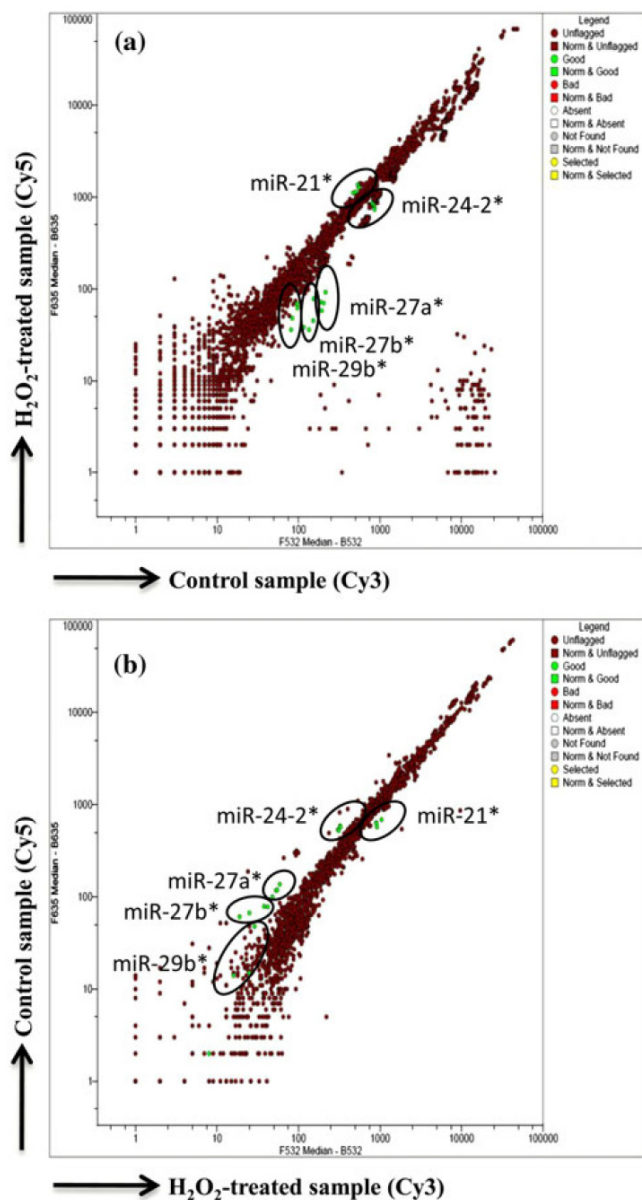 (a)
100000
10000
1000
100
10
1
F635 Median - B635
H₂O₂-treated sample (Cy5)
miR-21*
miR-24-2*
miR-27a*
miR-27b*
miR-29b*
1 10 100 1000 10000 100000
F532 Median - B532
Control sample (Cy3)
Legend
Unflagged
Norm & Unflagged
Good
Norm & Good
Bad
Norm & Bad
Absent
Norm & Absent
Not Found
Norm & Not Found
Selected
Norm & Selected
(b)
100000
10000
1000
100
10
1
F635 Median - B635
Control sample (Cy5)
miR-24-2*
miR-21*
miR-27a*
miR-27b*
miR-29b*
1 10 100 1000 10000 100000
F532 Median - B532
H₂O₂-treated sample (Cy3)
Legend
Unflagged
Norm & Unflagged
Good
Norm & Good
Bad
Norm & Bad
Absent
Norm & Absent
Not Found
Norm & Not Found
Selected
Norm & Selected